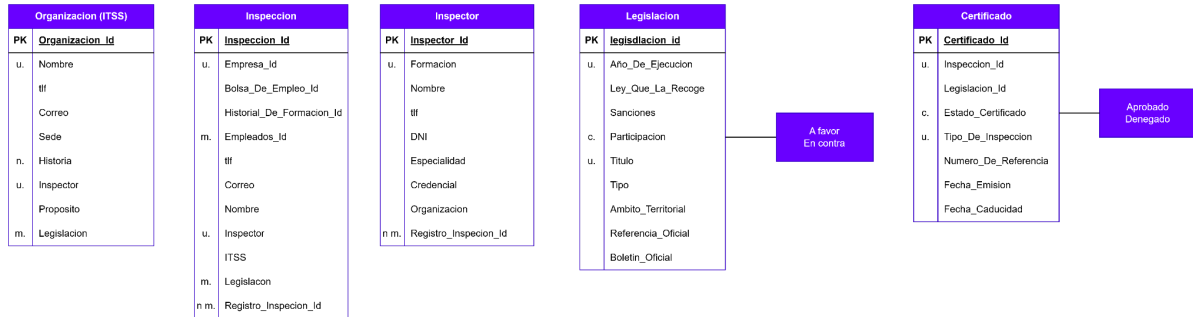 Organizacion (ITSS)
PK Organizacion_Id
u. Nombre
tlf
Correo
Sede
n. Historia
u. Inspector
Proposito
m. Legislacion
Inspeccion
PK Inspeccion_Id
u. Empresa_Id
Bolsa_De_Empleo_Id
Historial_De_Formacion_Id
m. Empleados_Id
tlf
Correo
Nombre
u. Inspector
ITSS
m. Legislacon
n m. Registro_Inspecion_Id
Inspector
PK Inspector_Id
u. Formacion
Nombre
tlf
DNI
Especialidad
Credencial
Organizacion
n m. Registro_Inspecion_Id
Legislacion
PK legisdlacion_id
u. Año_De_Ejecucion
Ley_Que_La_Recoge
Sanciones
c. Participacion
u. Titulo
Tipo
Ambito_Territorial
Referencia_Oficial
Boletin_Oficial
A favor
En contra
Certificado
PK Certificado_Id
u. Inspeccion_Id
Legislacion_Id
c. Estado_Certificado
u. Tipo_De_Inspeccion
Numero_De_Referencia
Fecha_Emision
Fecha_Caducidad
Aprobado
Denegado